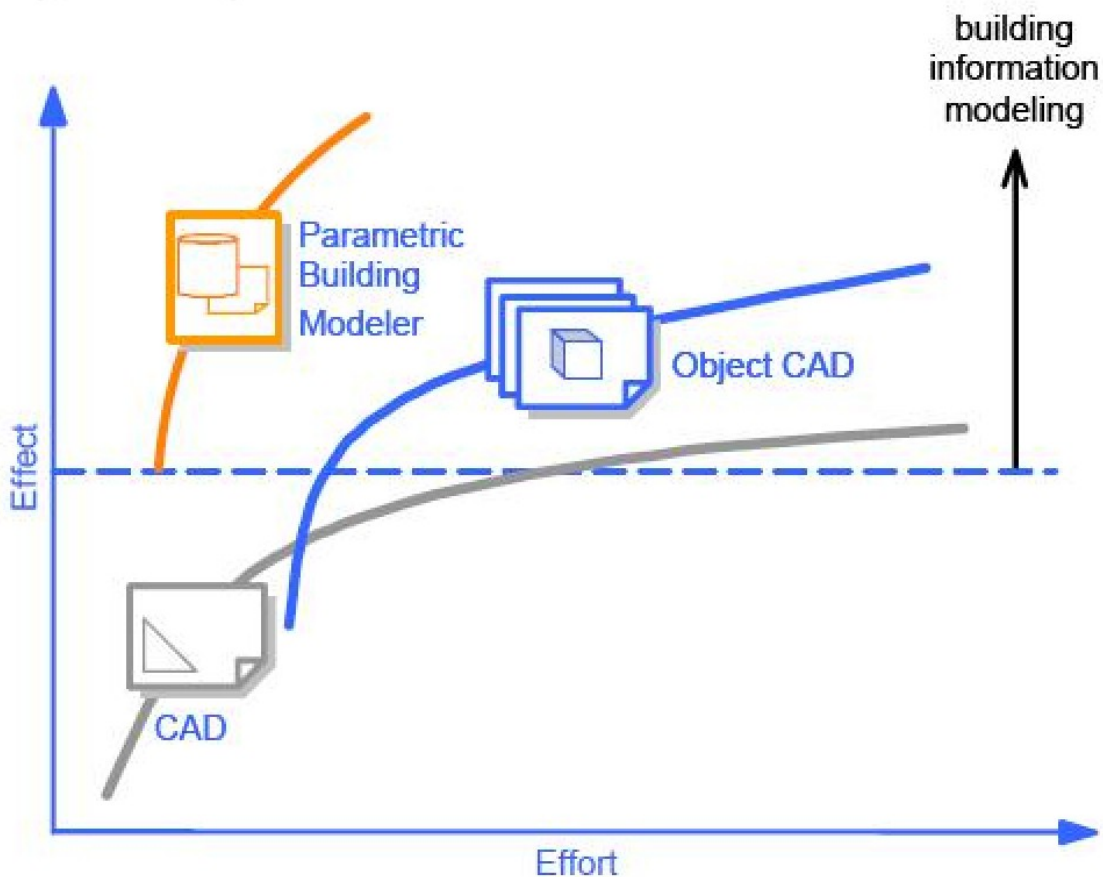 building
information
modeling
Parametric
Building
Modeler
Object CAD
Effect
CAD
Effort